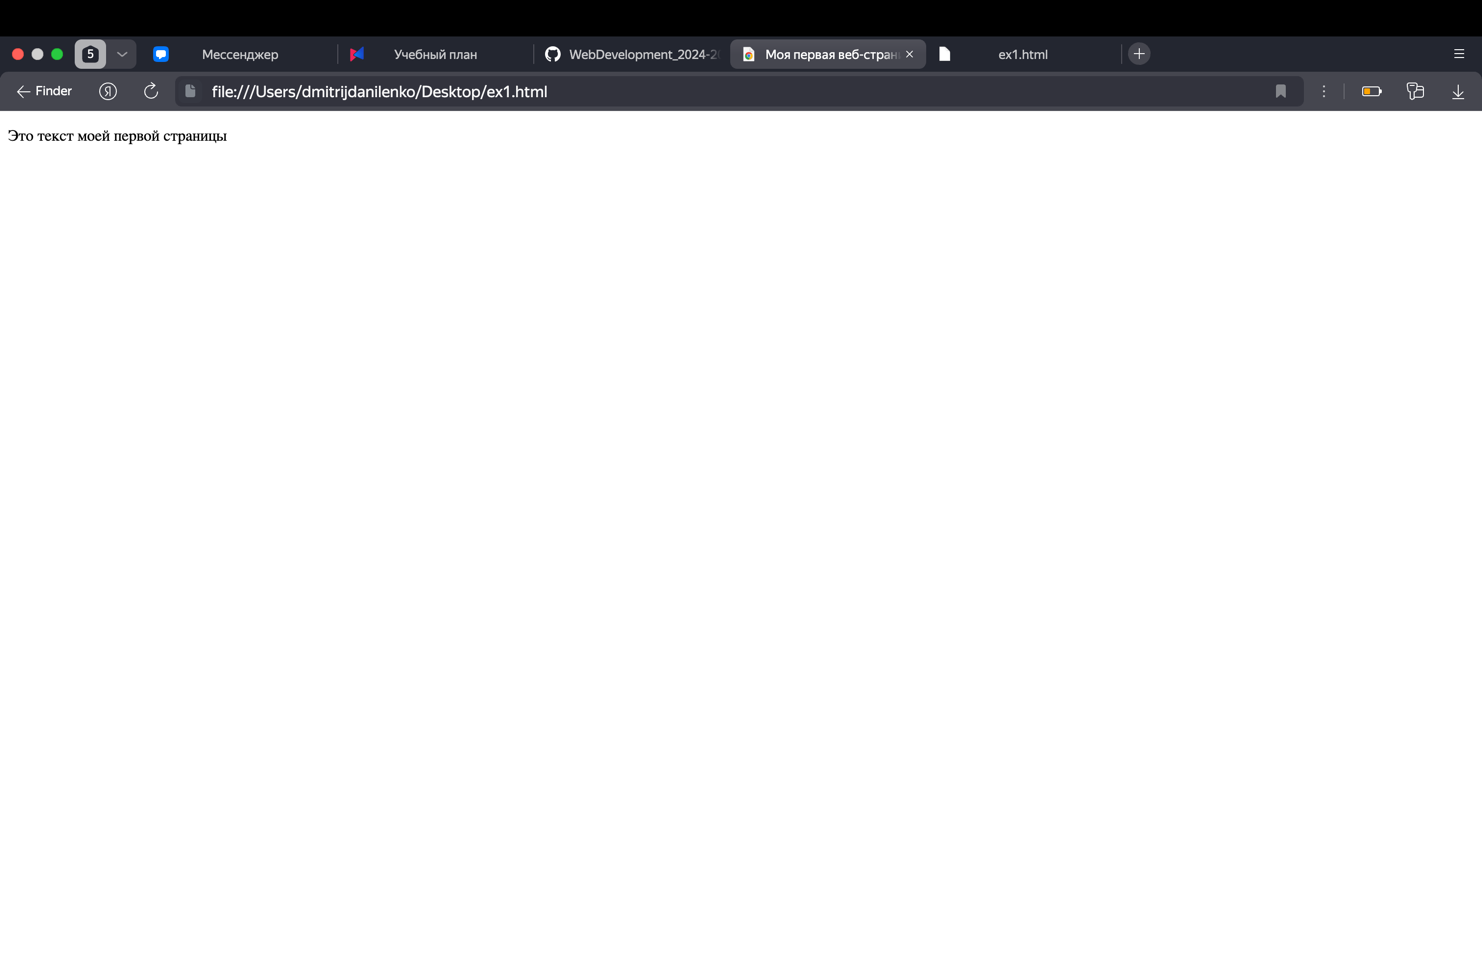 5
Мессенджер
Учебный план
WebDevelopment_2024-2
Моя первая веб-стран
ex1.html
Finder
Я
file:///Users/dmitrijdanilenko/Desktop/ex1.html
Это текст моей первой страницы